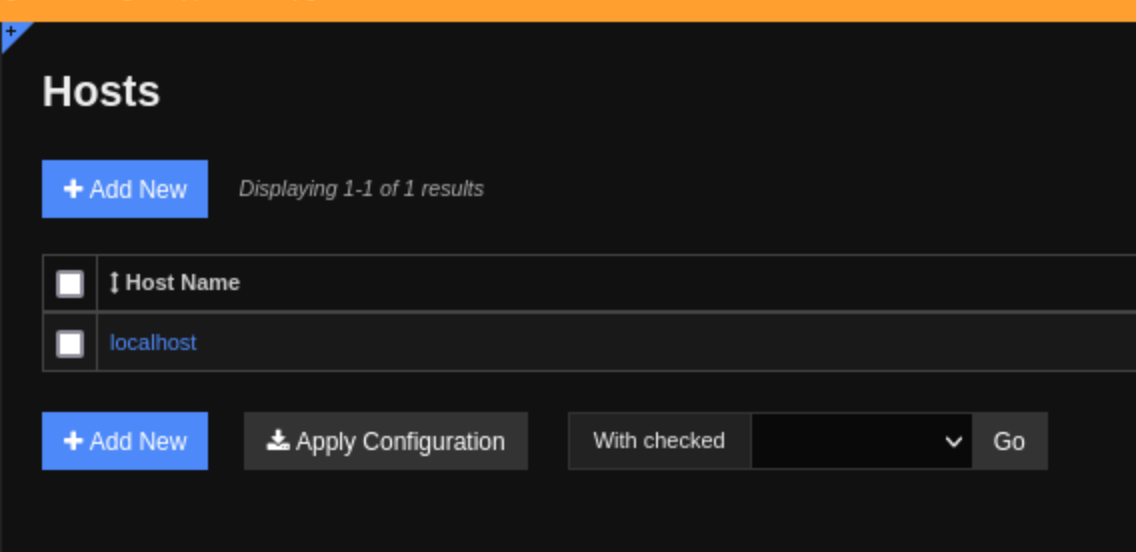 Hosts
+ Add New
Displaying 1-1 of 1 results
Host Name
localhost
+ Add New
Apply Configuration
With checked
Go